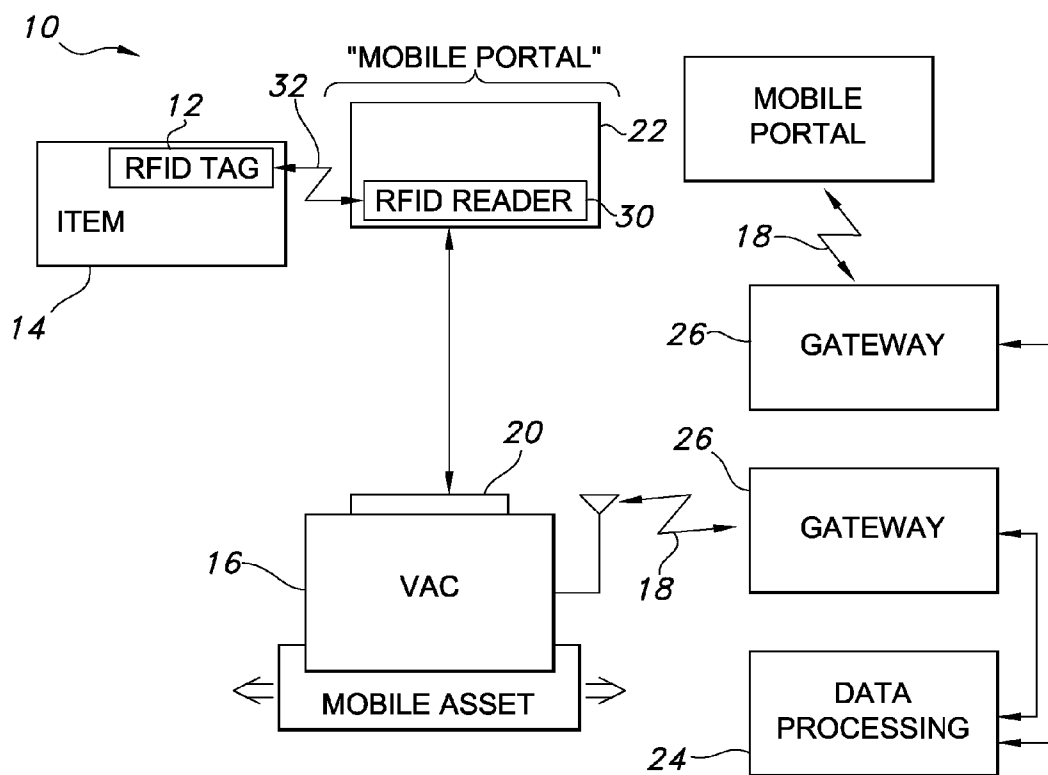 10
"MOBILE PORTAL"
32
12
22
MOBILE
PORTAL
RFID TAG
ITEM
RFID READER
30
14
18
26
GATEWAY
20
26
16
VAC
18
GATEWAY
MOBILE ASSET
DATA
PROCESSING
24